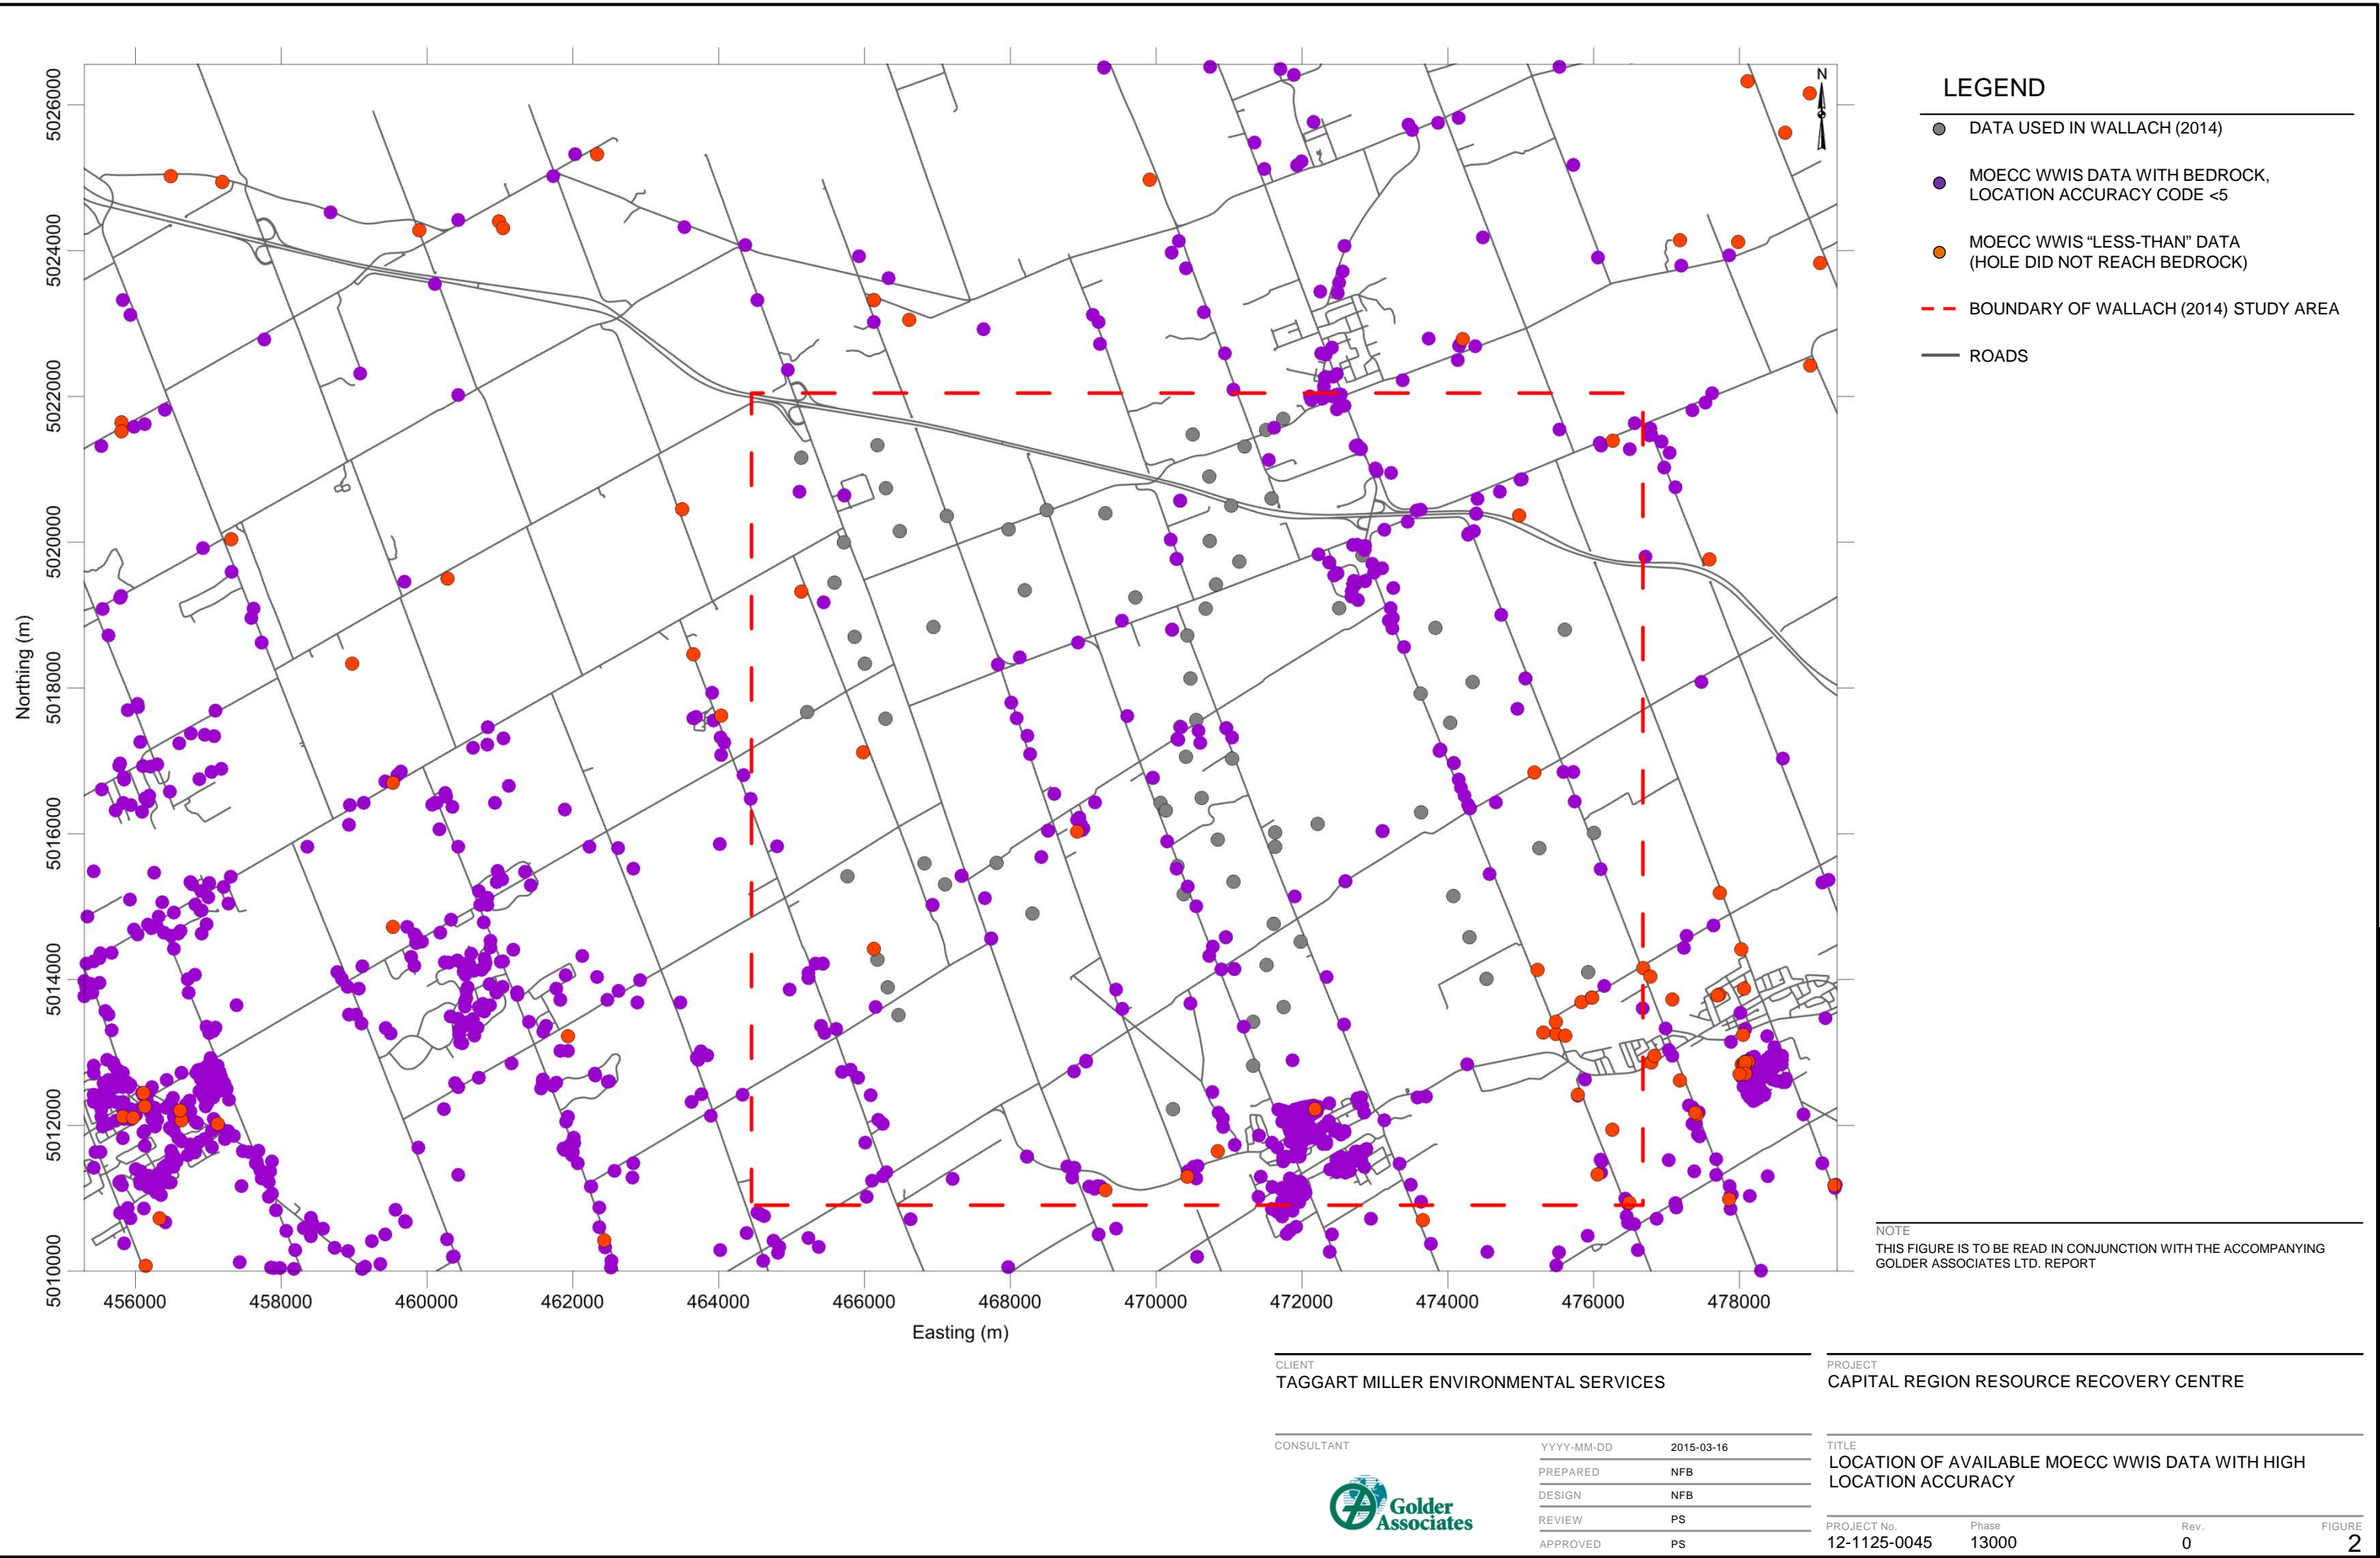 5026000
5024000
5022000
5020000
5018000
5016000
5014000
5012000
5010000
Northing (m)
456000
458000
460000
462000
464000
466000
468000
470000
472000
474000
476000
478000
Easting (m)
N
LEGEND
DATA USED IN WALLACH (2014)
MOECC WWIS DATA WITH BEDROCK,
LOCATION ACCURACY CODE <5
MOECC WWIS “LESS-THAN” DATA
(HOLE DID NOT REACH BEDROCK)
BOUNDARY OF WALLACH (2014) STUDY AREA
ROADS
NOTE
THIS FIGURE IS TO BE READ IN CONJUNCTION WITH THE ACCOMPANYING
GOLDER ASSOCIATES LTD. REPORT
CLIENT
TAGGART MILLER ENVIRONMENTAL SERVICES
PROJECT
CAPITAL REGION RESOURCE RECOVERY CENTRE
CONSULTANT
Golder
Associates
YYYY-MM-DD 2015-03-16
PREPARED NFB
DESIGN NFB
REVIEW PS
APPROVED PS
TITLE
LOCATION OF AVAILABLE MOECC WWIS DATA WITH HIGH
LOCATION ACCURACY
PROJECT No. Phase Rev. FIGURE
12-1125-0045 13000 0 2